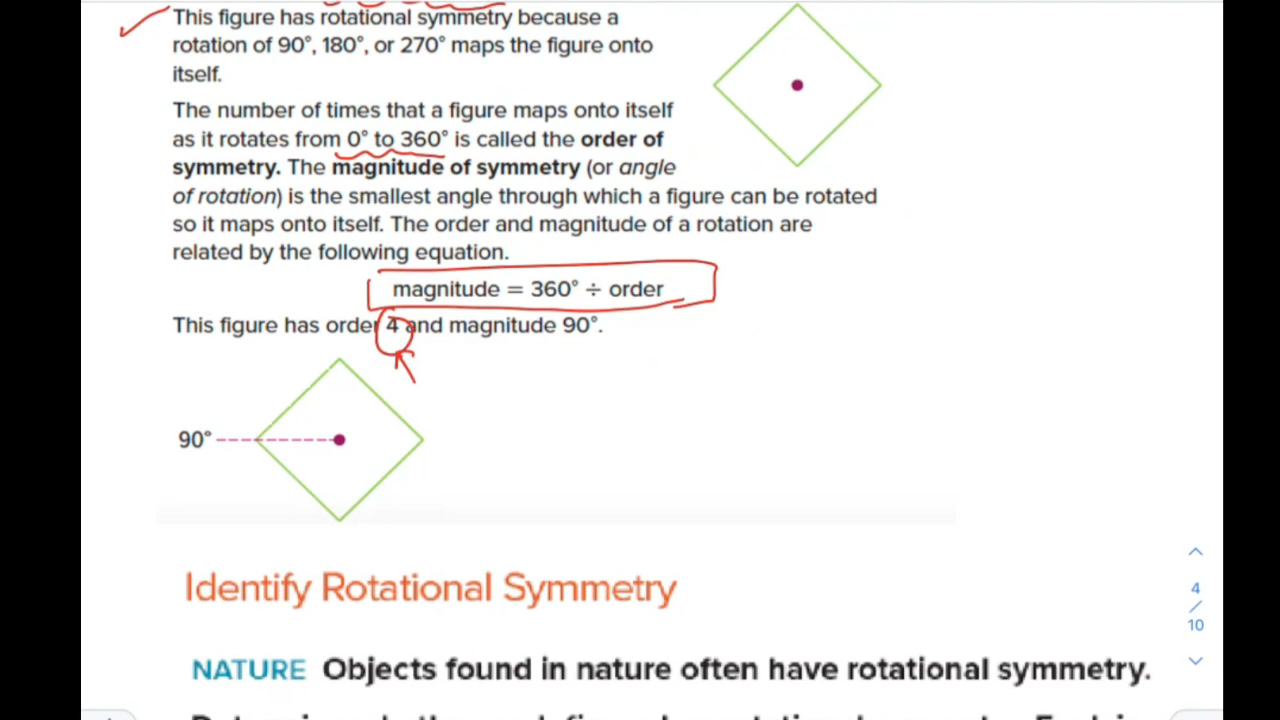 This figure has rotational symmetry because a
rotation of 90°, 180°, or 270° maps the figure onto
itself.
The number of times that a figure maps onto itself
as it rotates from 0° to 360° is called the order of
symmetry. The magnitude of symmetry (or angle
of rotation) is the smallest angle through which a figure can be rotated
so it maps onto itself. The order and magnitude of a rotation are
related by the following equation.
magnitude = 360° ÷ order
This figure has order 4 and magnitude 90°.
90°
Identify Rotational Symmetry
NATURE Objects found in nature often have rotational symmetry.
4
/
10